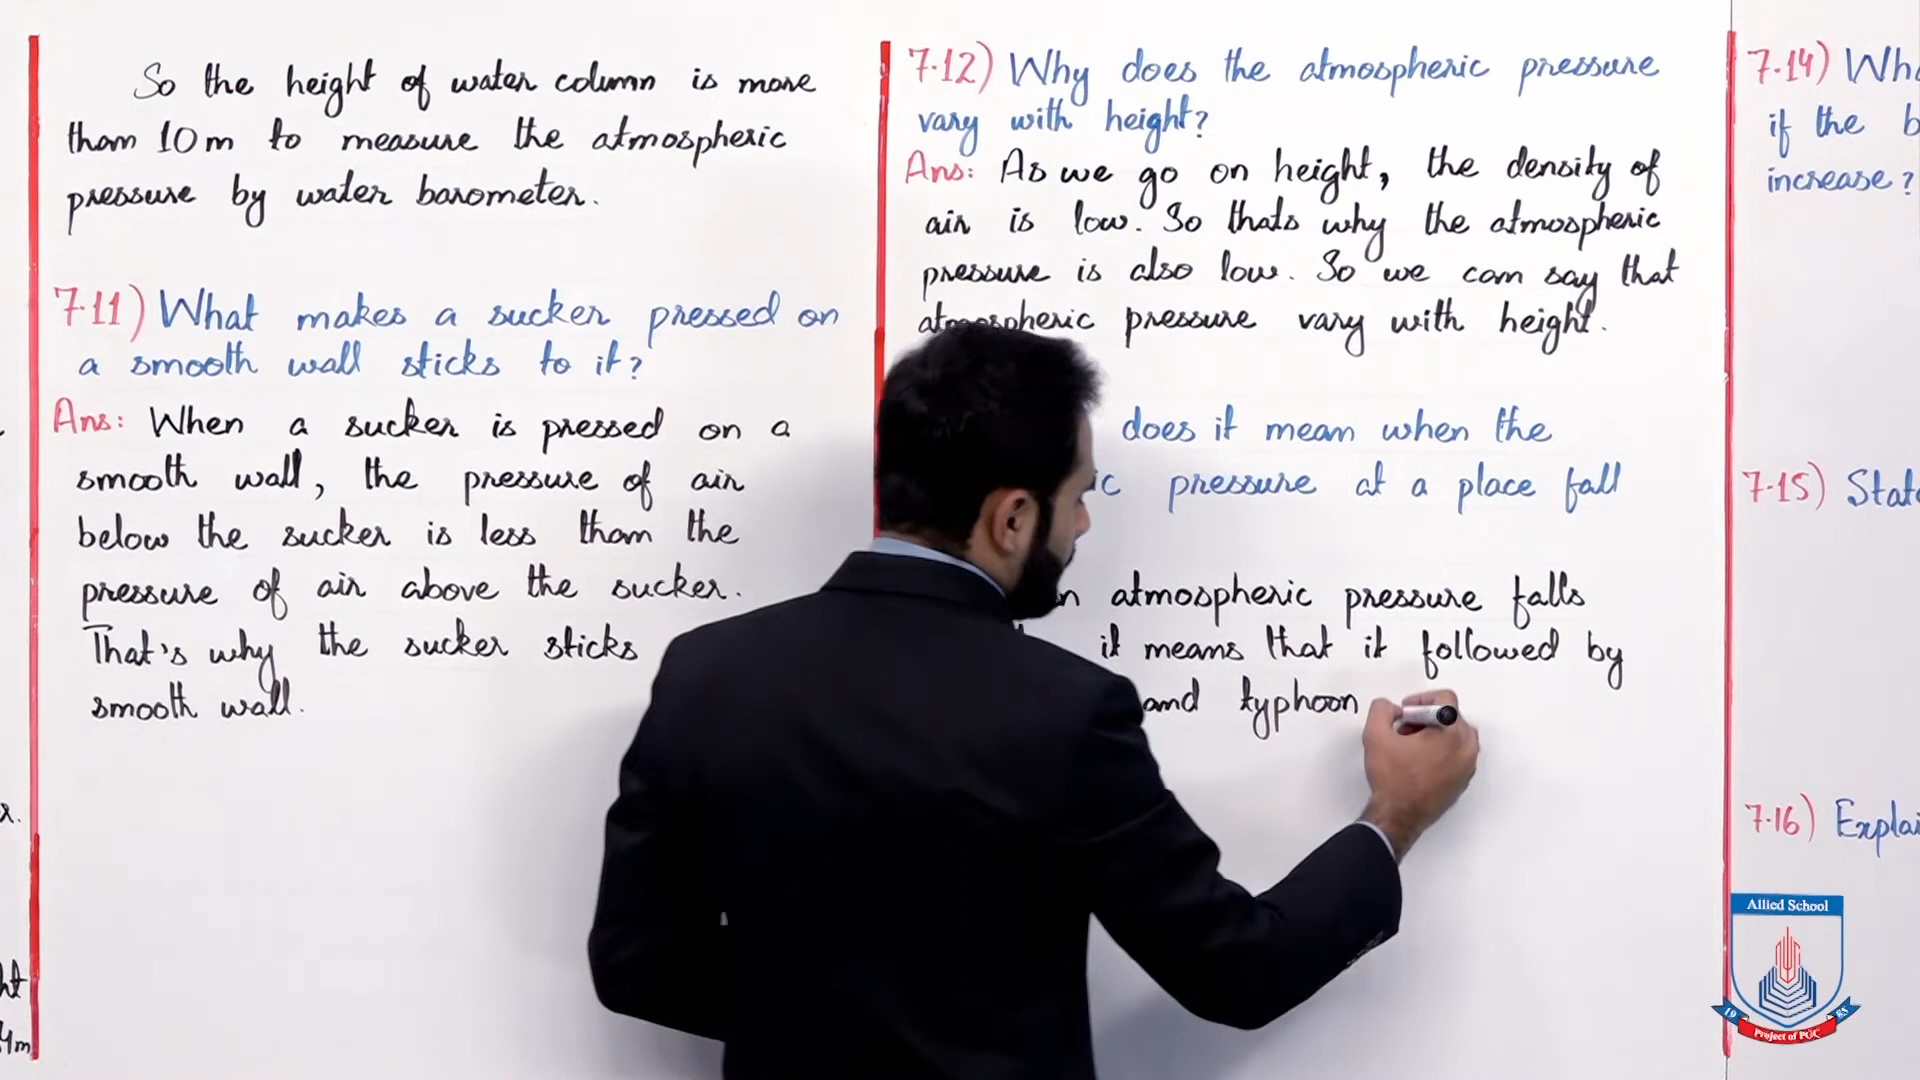 So the height of water column is more
than 10m to measure the atmospheric
pressure by water barometer.
7.11) What makes a sucker pressed on
a smooth wall sticks to it?
Ans: When a sucker is pressed on a
smooth wall, the pressure of air
below the sucker is less than the
pressure of air above the sucker.
That's why the sucker sticks
smooth wall.
7.12) Why does the atmospheric pressure
vary with height?
Ans: As we go on height, the density of
air is low. So thats why the atmospheric
pressure is also low. So we can say that
atmospheric pressure vary with height.
does it mean when the
ic pressure at a place fall
n atmospheric pressure falls
it means that it followed by
and typhoon
7.14) Wh
if the b
increase?
7.15) State
7.16) Explai
Allied School
19 85
Project of PGC